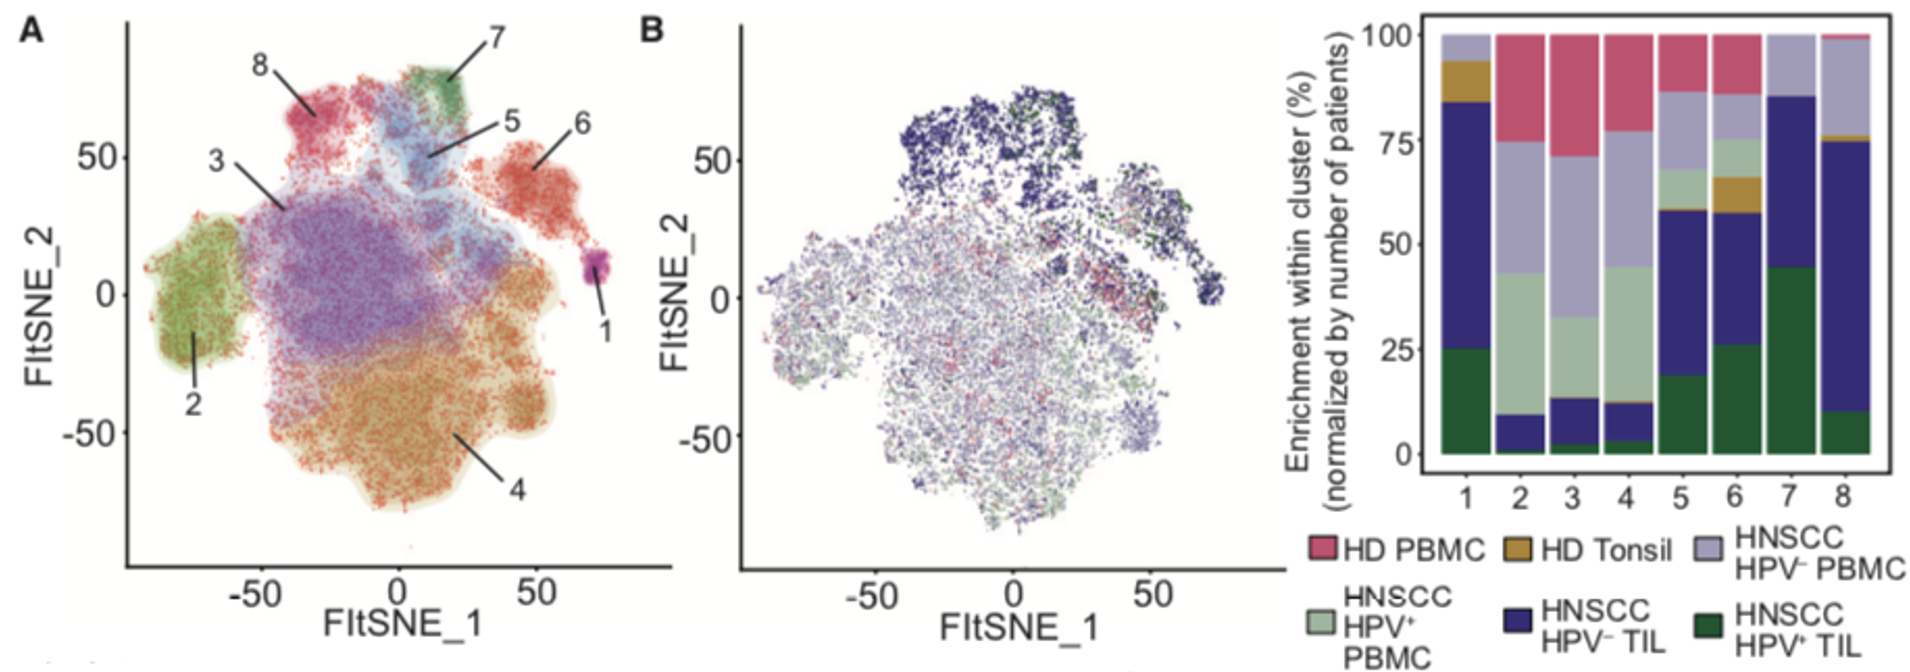 A
8
7
5
6
3
50
0
-50
2
1
4
FItSNE_2
-50
0
50
FItSNE_1
B
50
0
-50
FItSNE_2
-50
0
50
FItSNE_1
Enrichment within cluster (%)
(normalized by number of patients)
100
75
50
25
0
1 2 3 4 5 6 7 8
HD PBMC
HD Tonsil
HNSCC
HPV⁻ PBMC
HNSCC
HPV⁺
PBMC
HNSCC
HPV⁻ TIL
HNSCC
HPV⁺ TIL